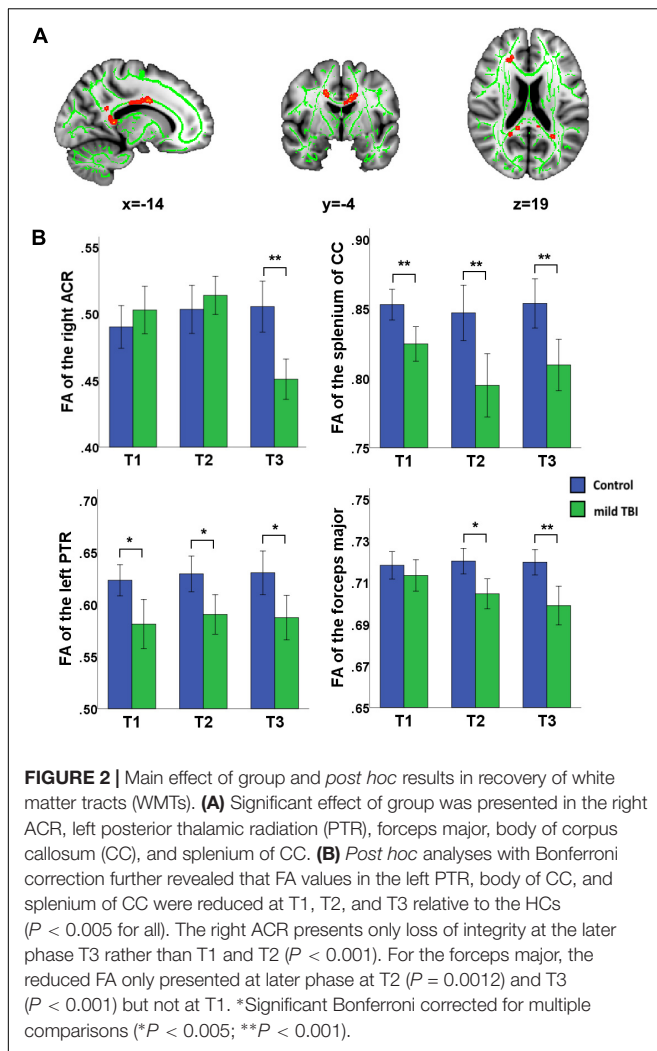 A
x=-14 y=-4 z=19
B
FA of the right ACR
.55
.50
.45
.40
**
T1 T2 T3
FA of the splenium of CC
.90
.85
.80
.75
** ** **
T1 T2 T3
FA of the left PTR
.70
.65
.60
.55
.50
* * *
T1 T2 T3
Control
mild TBI
FA of the forceps major
.75
.73
.71
.69
.67
.65
* **
T1 T2 T3
FIGURE 2 | Main effect of group and post hoc results in recovery of white
matter tracts (WMTs). (A) Significant effect of group was presented in the right
ACR, left posterior thalamic radiation (PTR), forceps major, body of corpus
callosum (CC), and splenium of CC. (B) Post hoc analyses with Bonferroni
correction further revealed that FA values in the left PTR, body of CC, and
splenium of CC were reduced at T1, T2, and T3 relative to the HCs
(P < 0.005 for all). The right ACR presents only loss of integrity at the later
phase T3 rather than T1 and T2 (P < 0.001). For the forceps major, the
reduced FA only presented at later phase at T2 (P = 0.0012) and T3
(P < 0.001) but not at T1. *Significant Bonferroni corrected for multiple
comparisons (*P < 0.005; **P < 0.001).